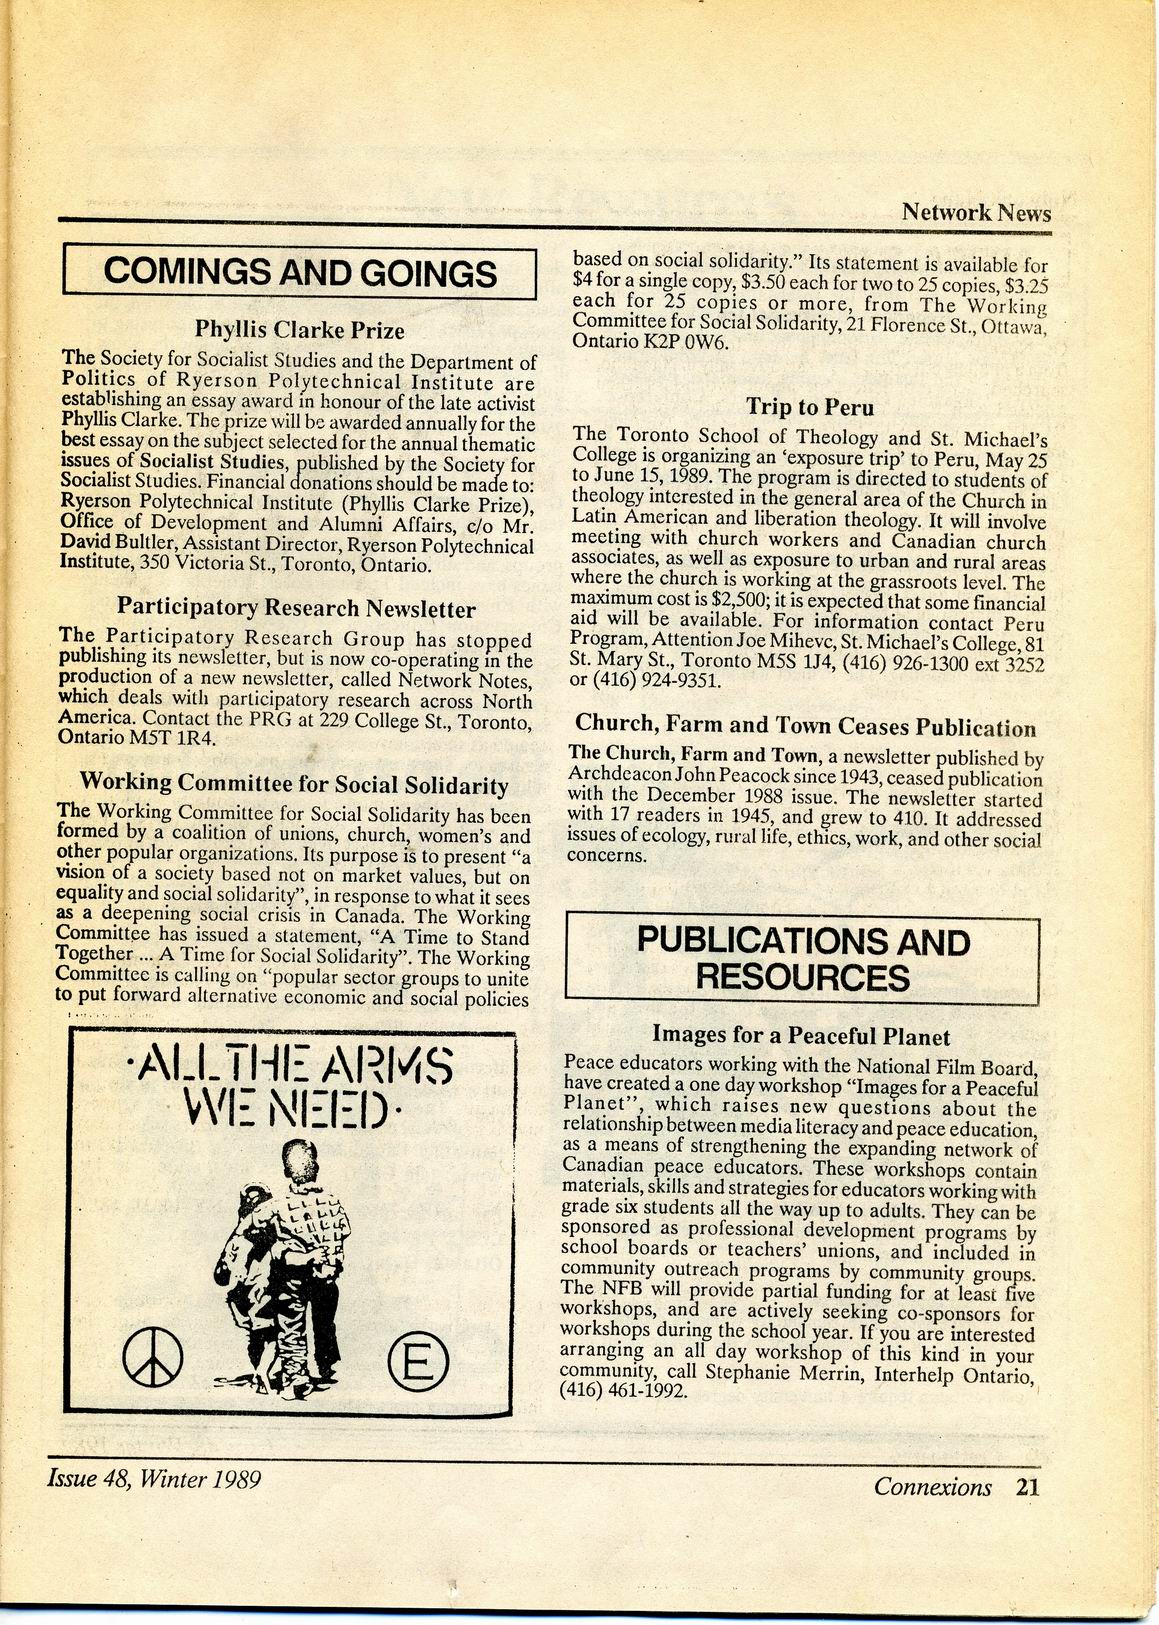 Network News
COMINGS AND GOINGS
Phyllis Clarke Prize
The Society for Socialist Studies and the Department of
Politics of Ryerson Polytechnical Institute are
establishing an essay award in honour of the late activist
Phyllis Clarke. The prize will be awarded annually for the
best essay on the subject selected for the annual thematic
issues of Socialist Studies, published by the Society for
Socialist Studies. Financial donations should be made to:
Ryerson Polytechnical Institute (Phyllis Clarke Prize),
Office of Development and Alumni Affairs, c/o Mr.
David Bultler, Assistant Director, Ryerson Polytechnical
Institute, 350 Victoria St., Toronto, Ontario.
Participatory Research Newsletter
The Participatory Research Group has stopped
publishing its newsletter, but is now co-operating in the
production of a new newsletter, called Network Notes,
which deals with participatory research across North
America. Contact the PRG at 229 College St., Toronto,
Ontario M5T 1R4.
Working Committee for Social Solidarity
The Working Committee for Social Solidarity has been
formed by a coalition of unions, church, women's and
other popular organizations. Its purpose is to present “a
vision of a society based not on market values, but on
equality and social solidarity”, in response to what it sees
as a deepening social crisis in Canada. The Working
Committee has issued a statement, “A Time to Stand
Together ... A Time for Social Solidarity”. The Working
Committee is calling on “popular sector groups to unite
to put forward alternative economic and social policies
·ALL THE ARMS
WE NEED·
E
based on social solidarity.” Its statement is available for
$4 for a single copy, $3.50 each for two to 25 copies, $3.25
each for 25 copies or more, from The Working
Committee for Social Solidarity, 21 Florence St., Ottawa,
Ontario K2P 0W6.
Trip to Peru
The Toronto School of Theology and St. Michael's
College is organizing an ‘exposure trip’ to Peru, May 25
to June 15, 1989. The program is directed to students of
theology interested in the general area of the Church in
Latin American and liberation theology. It will involve
meeting with church workers and Canadian church
associates, as well as exposure to urban and rural areas
where the church is working at the grassroots level. The
maximum cost is $2,500; it is expected that some financial
aid will be available. For information contact Peru
Program, Attention Joe Mihevc, St. Michael's College, 81
St. Mary St., Toronto M5S 1J4, (416) 926-1300 ext 3252
or (416) 924-9351.
Church, Farm and Town Ceases Publication
The Church, Farm and Town, a newsletter published by
Archdeacon John Peacock since 1943, ceased publication
with the December 1988 issue. The newsletter started
with 17 readers in 1945, and grew to 410. It addressed
issues of ecology, rural life, ethics, work, and other social
concerns.
PUBLICATIONS AND
RESOURCES
Images for a Peaceful Planet
Peace educators working with the National Film Board,
have created a one day workshop “Images for a Peaceful
Planet”, which raises new questions about the
relationship between media literacy and peace education,
as a means of strengthening the expanding network of
Canadian peace educators. These workshops contain
materials, skills and strategies for educators working with
grade six students all the way up to adults. They can be
sponsored as professional development programs by
school boards or teachers' unions, and included in
community outreach programs by community groups.
The NFB will provide partial funding for at least five
workshops, and are actively seeking co-sponsors for
workshops during the school year. If you are interested
arranging an all day workshop of this kind in your
community, call Stephanie Merrin, Interhelp Ontario,
(416) 461-1992.
Issue 48, Winter 1989
Connexions 21